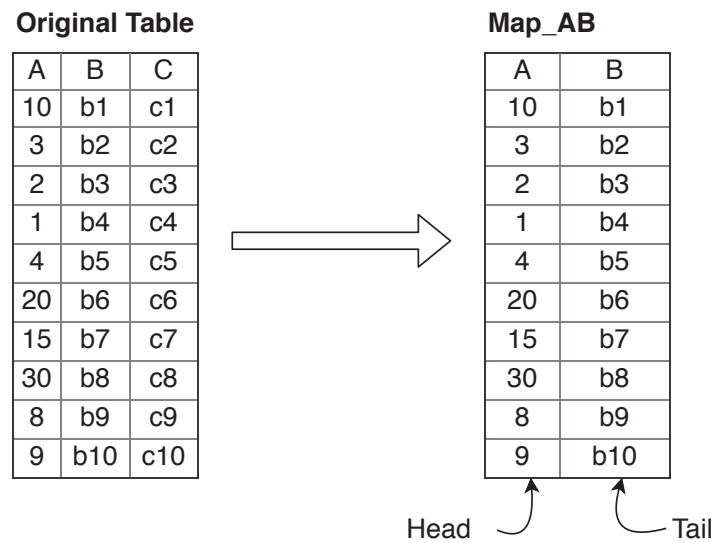 Original Table
Map_AB
A B C
10 b1 c1
3 b2 c2
2 b3 c3
1 b4 c4
4 b5 c5
20 b6 c6
15 b7 c7
30 b8 c8
8 b9 c9
9 b10 c10
A B
10 b1
3 b2
2 b3
1 b4
4 b5
20 b6
15 b7
30 b8
8 b9
9 b10
Head
Tail